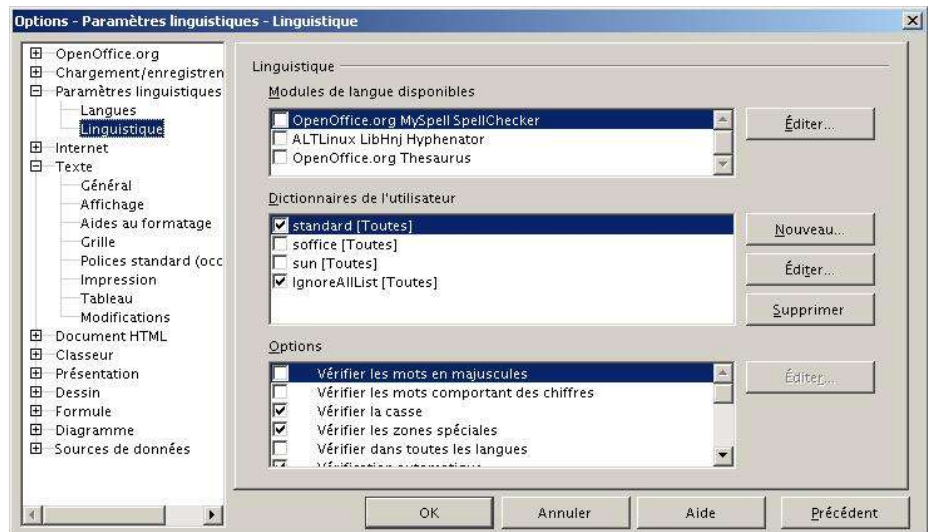 Options - Paramètres linguistiques - Linguistique
OpenOffice.org
Chargement/enregistren
Paramètres linguistiques
Langues
Linguistique
Internet
Texte
Général
Affichage
Aides au formatage
Grille
Polices standard (occ
Impression
Tableau
Modifications
Document HTML
Classeur
Présentation
Dessin
Formule
Diagramme
Sources de données
Linguistique
Modules de langue disponibles
OpenOffice.org MySpell SpellChecker
ALTLinux LibHnj Hyphenator
OpenOffice.org Thesaurus
Éditer...
Dictionnaires de l'utilisateur
standard [Toutes]
soffice [Toutes]
sun [Toutes]
IgnoreAllList [Toutes]
Nouveau...
Éditer...
Supprimer
Options
Vérifier les mots en majuscules
Vérifier les mots comportant des chiffres
Vérifier la casse
Vérifier les zones spéciales
Vérifier dans toutes les langues
Vérification automatique
Éditer...
OK
Annuler
Aide
Précédent